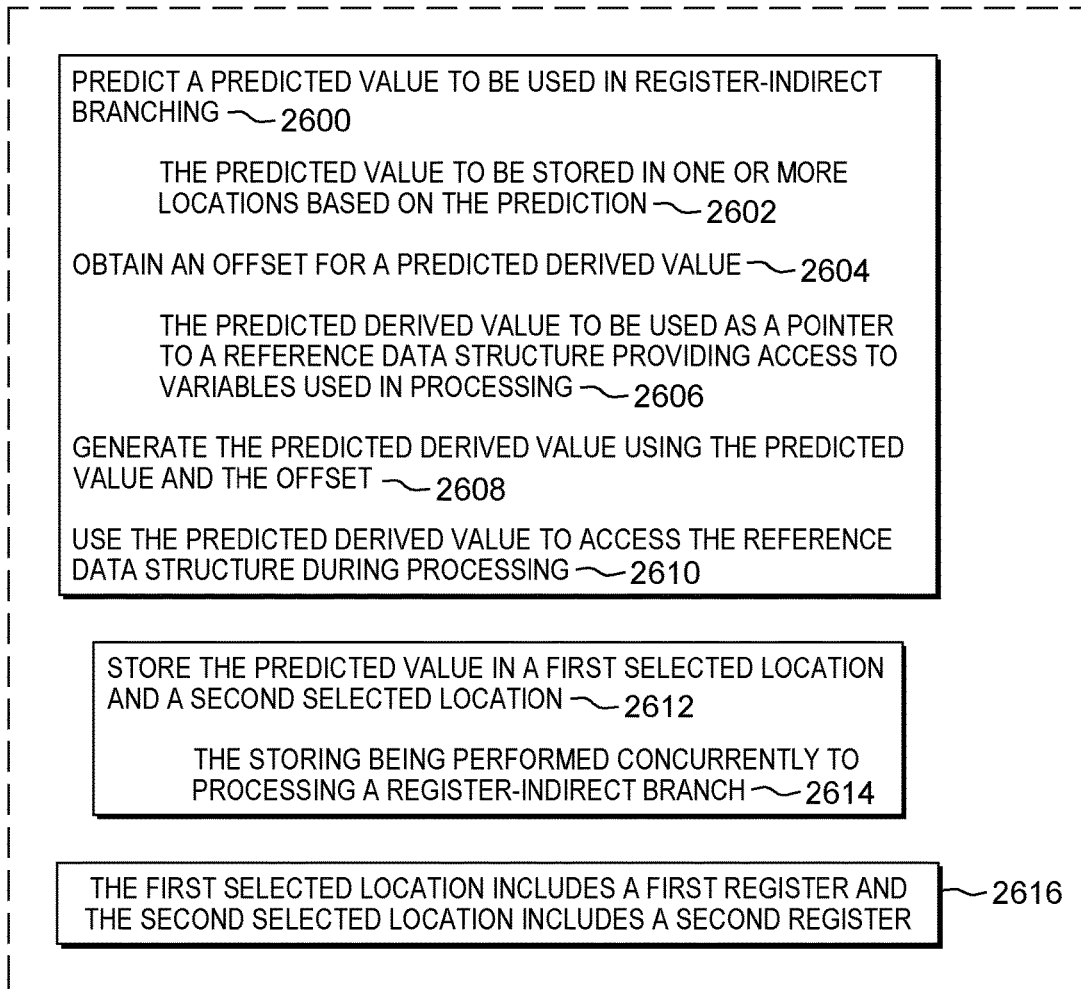 PREDICT A PREDICTED VALUE TO BE USED IN REGISTER-INDIRECT
BRANCHING 2600
THE PREDICTED VALUE TO BE STORED IN ONE OR MORE
LOCATIONS BASED ON THE PREDICTION 2602
OBTAIN AN OFFSET FOR A PREDICTED DERIVED VALUE 2604
THE PREDICTED DERIVED VALUE TO BE USED AS A POINTER
TO A REFERENCE DATA STRUCTURE PROVIDING ACCESS TO
VARIABLES USED IN PROCESSING 2606
GENERATE THE PREDICTED DERIVED VALUE USING THE PREDICTED
VALUE AND THE OFFSET 2608
USE THE PREDICTED DERIVED VALUE TO ACCESS THE REFERENCE
DATA STRUCTURE DURING PROCESSING 2610
STORE THE PREDICTED VALUE IN A FIRST SELECTED LOCATION
AND A SECOND SELECTED LOCATION 2612
THE STORING BEING PERFORMED CONCURRENTLY TO
PROCESSING A REGISTER-INDIRECT BRANCH 2614
THE FIRST SELECTED LOCATION INCLUDES A FIRST REGISTER AND
THE SECOND SELECTED LOCATION INCLUDES A SECOND REGISTER
2616